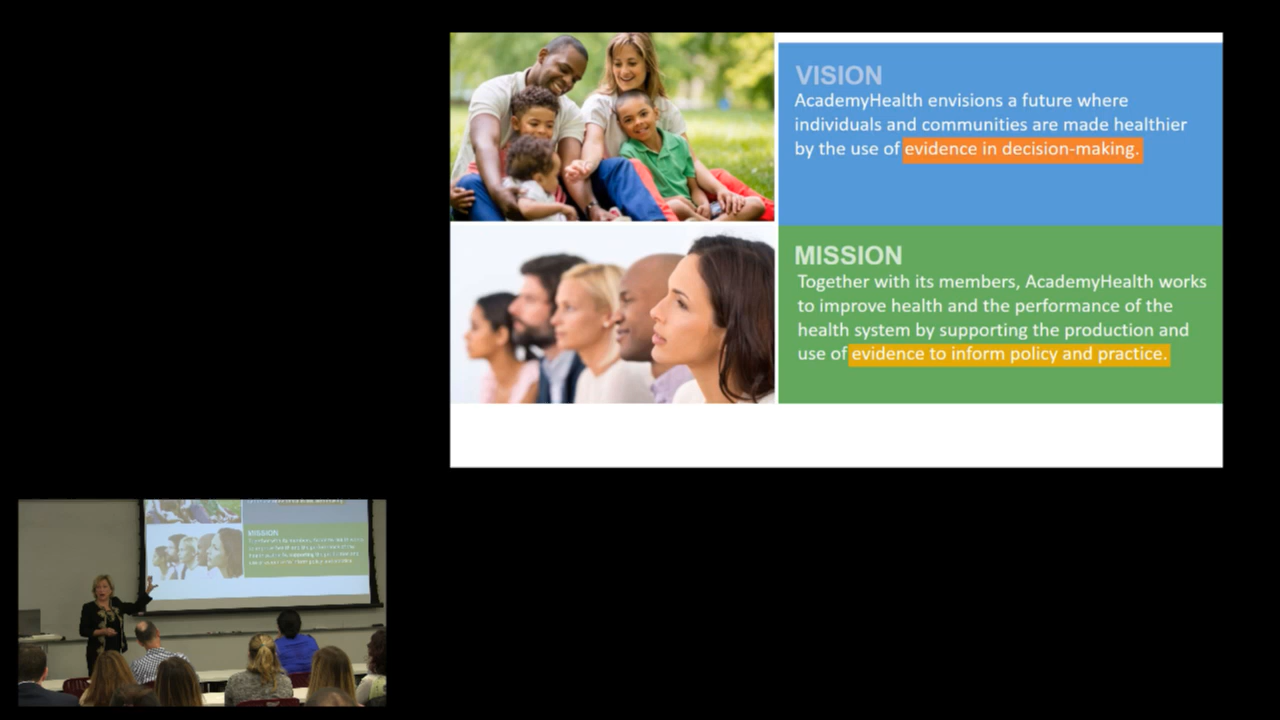 VISION
AcademyHealth envisions a future where
individuals and communities are made healthier
by the use of evidence in decision-making.
MISSION
Together with its members, AcademyHealth works
to improve health and the performance of the
health system by supporting the production and
use of evidence to inform policy and practice.
MISSION